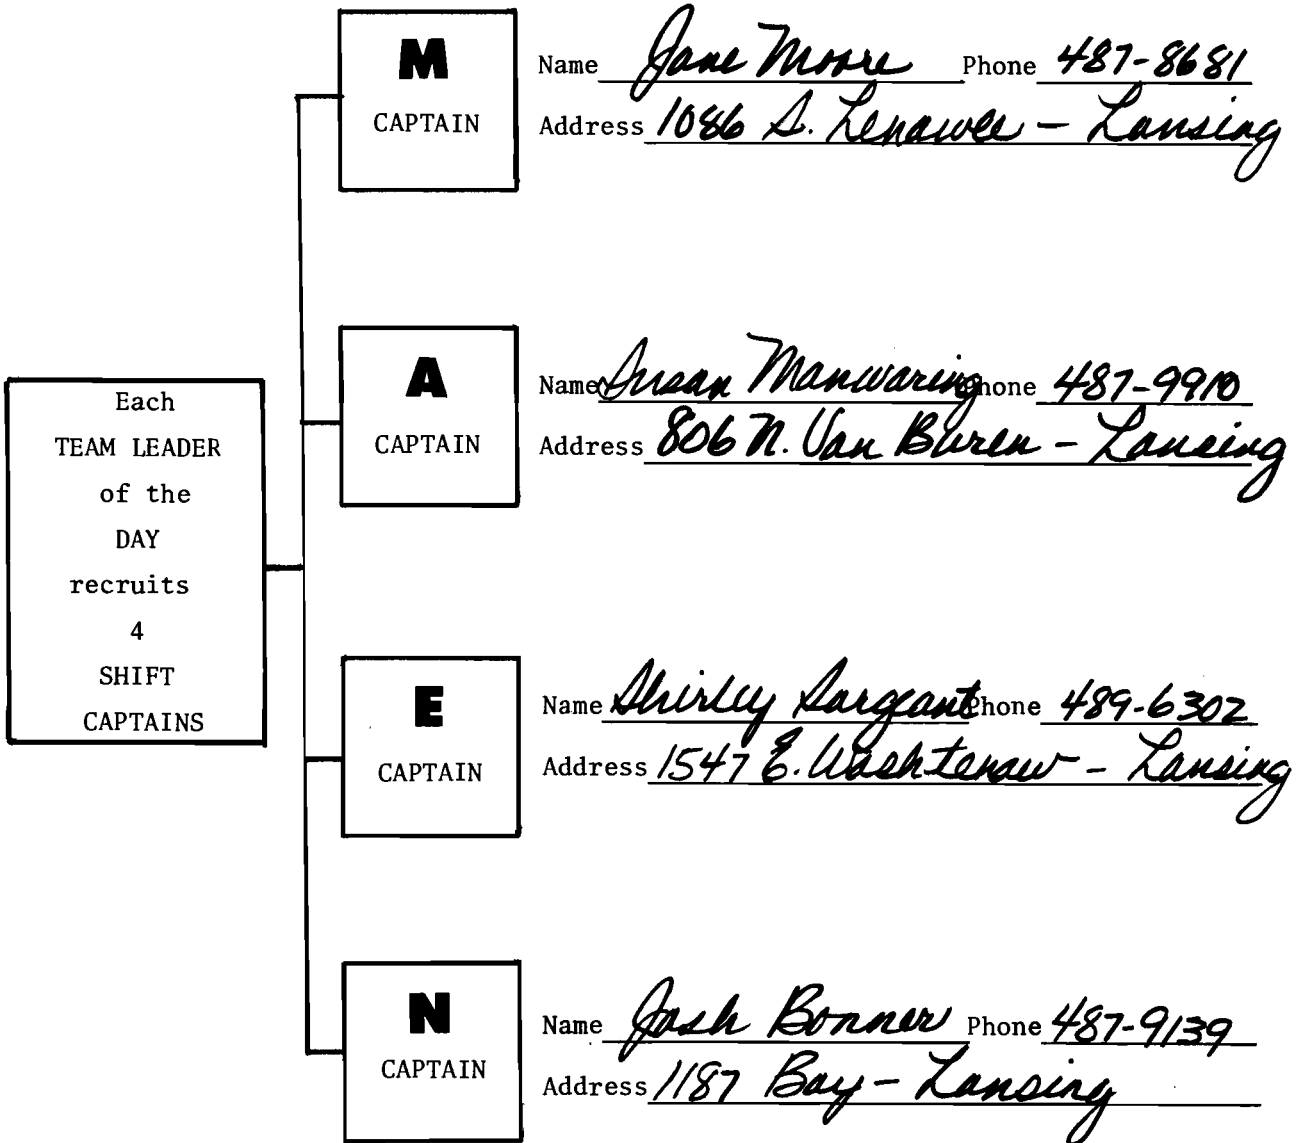 M
CAPTAIN
Name Jane Moore Phone 487-8681
Address 1086 S. Lenawee - Lansing
Each
TEAM LEADER
of the
DAY
recruits
4
SHIFT
CAPTAINS
A
CAPTAIN
Name Susan Manwaring Phone 487-9910
Address 806 N. Van Buren - Lansing
E
CAPTAIN
Name Shirley Sargeant Phone 489-6302
Address 1547 E. Washtenaw - Lansing
N
CAPTAIN
Name Josh Bonner Phone 487-9139
Address 1187 Bay - Lansing